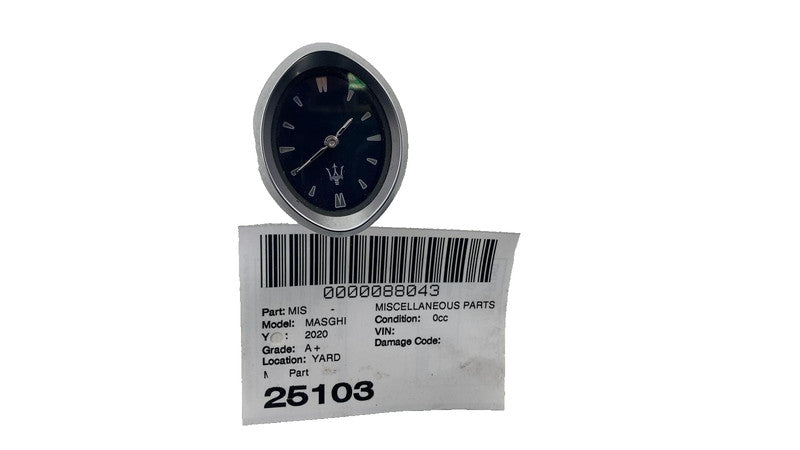 0000088043
Part: MIS - MISCELLANEOUS PARTS
Model: MASGHI Condition: 0cc
2020 VIN:
Grade: A+ Damage Code:
Location: YARD
Part
25103